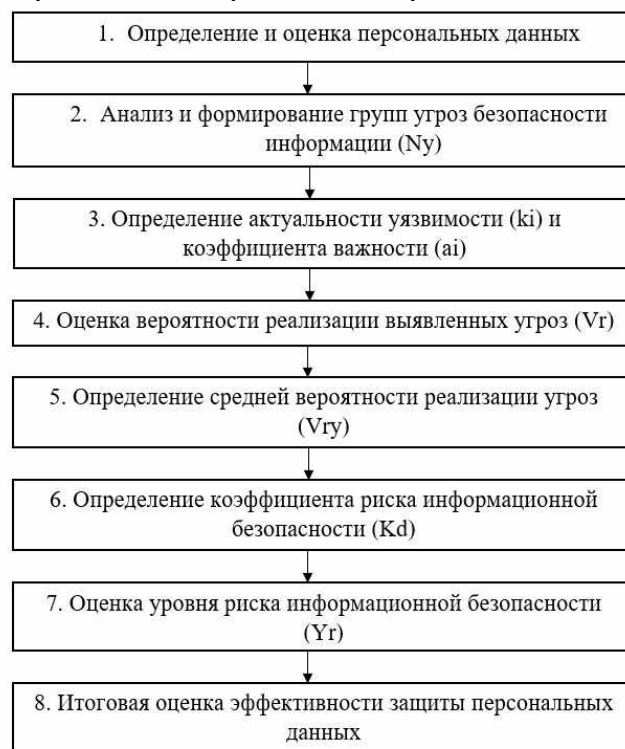 1. Определение и оценка персональных данных
2. Анализ и формирование групп угроз безопасности
информации (Ny)
3. Определение актуальности уязвимости (ki) и
коэффициента важности (ai)
4. Оценка вероятности реализации выявленных угроз (Vr)
5. Определение средней вероятности реализации угроз
(Vry)
6. Определение коэффициента риска информационной
безопасности (Kd)
7. Оценка уровня риска информационной безопасности
(Yr)
8. Итоговая оценка эффективности защиты персональных
данных